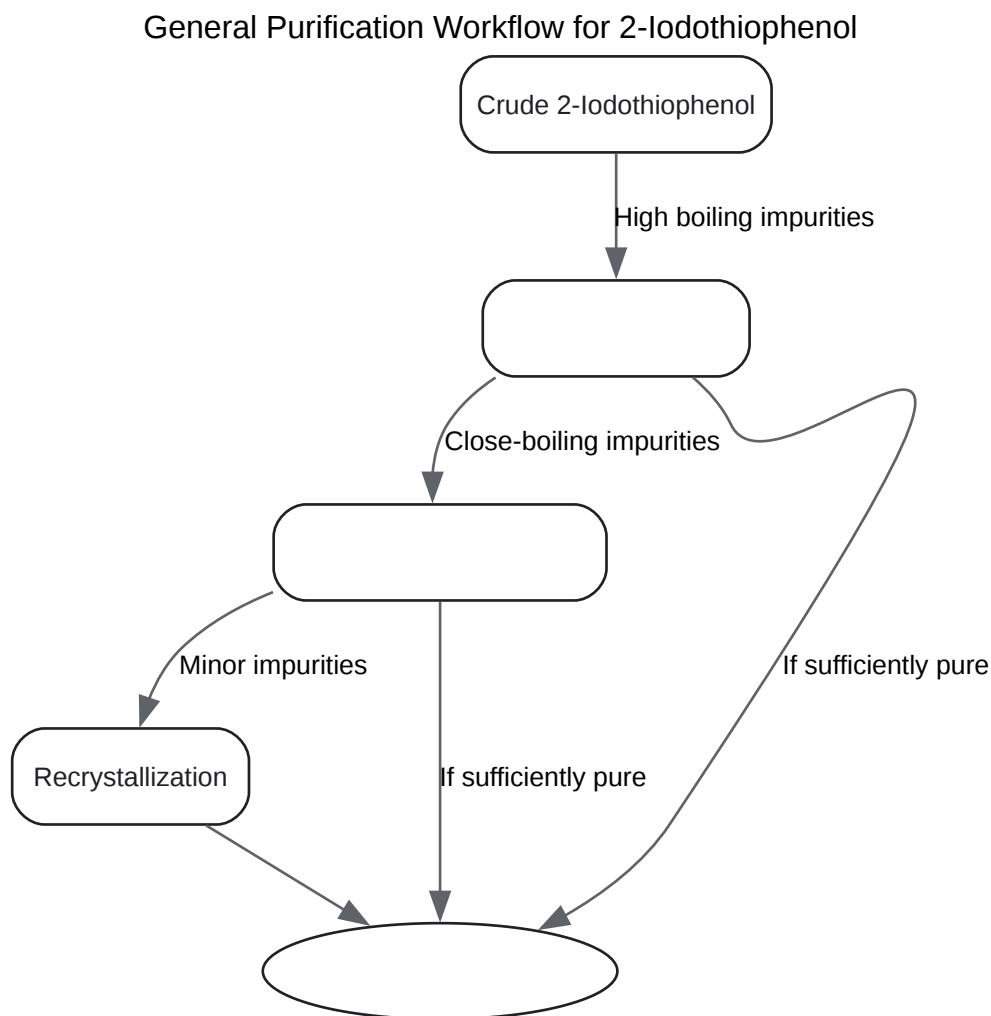 General Purification Workflow for 2-Iodothiophenol
Crude 2-Iodothiophenol
High boiling impurities
Close-boiling impurities
Minor impurities
If sufficiently pure
Recrystallization
If sufficiently pure